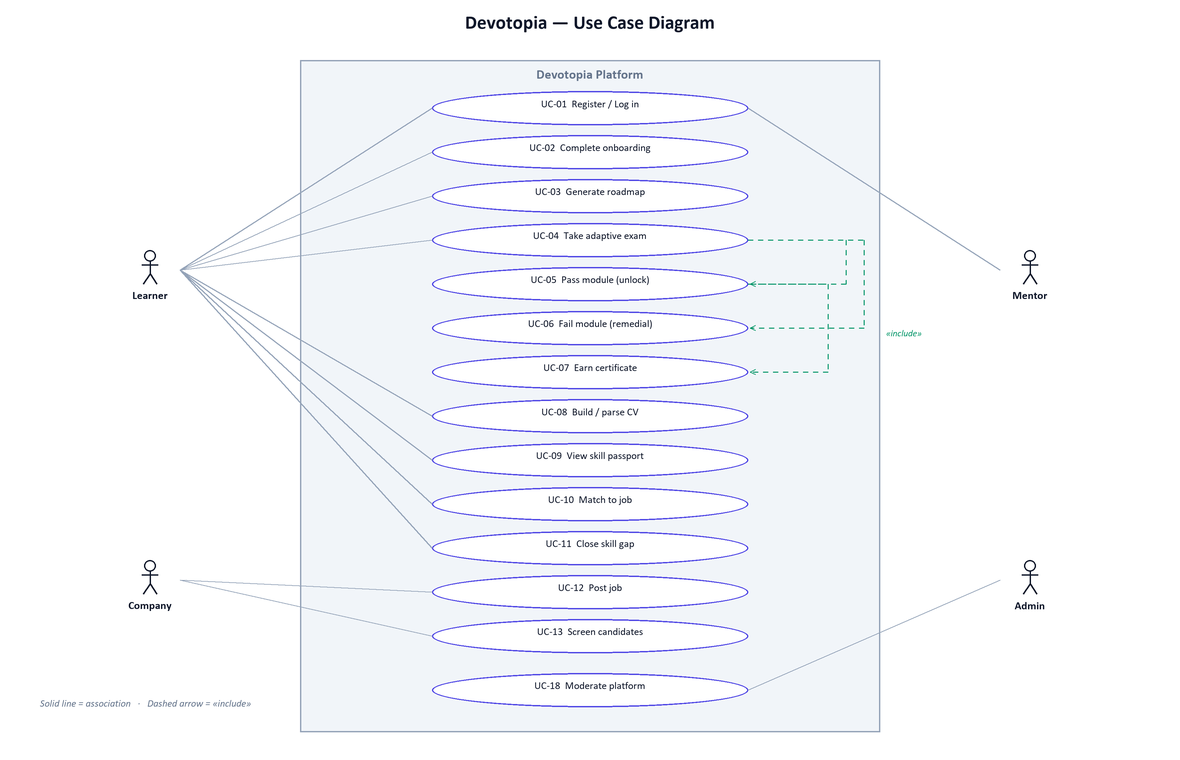 Devotopia — Use Case Diagram
Devotopia Platform
UC-01 Register / Log in
UC-02 Complete onboarding
UC-03 Generate roadmap
UC-04 Take adaptive exam
UC-05 Pass module (unlock)
Learner
Mentor
UC-06 Fail module (remedial)
«include»
UC-07 Earn certificate
UC-08 Build / parse CV
UC-09 View skill passport
UC-10 Match to job
UC-11 Close skill gap
UC-12 Post job
Company
Admin
UC-13 Screen candidates
UC-18 Moderate platform
Solid line = association · Dashed arrow = «include»